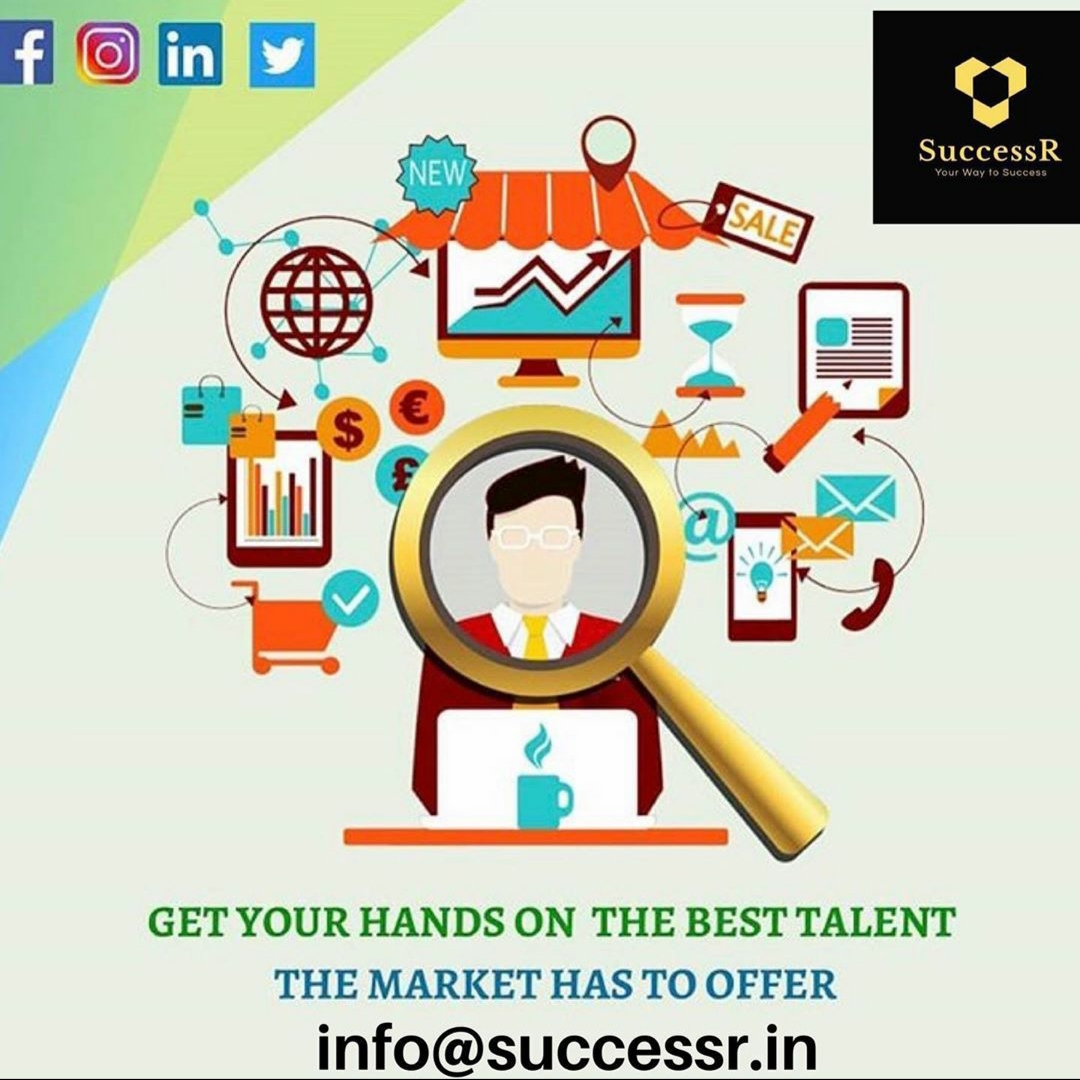 f
in
SuccessR
Your Way to Success
NEW
SALE
$
€
£
@
GET YOUR HANDS ON THE BEST TALENT
THE MARKET HAS TO OFFER
info@successr.in